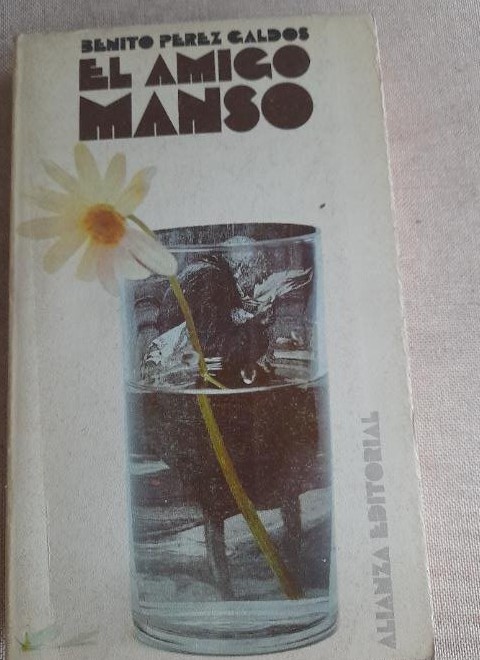 BENITO PEREZ GALDOS
EL AMIGO
MANSO
ALIANZA EDITORIAL